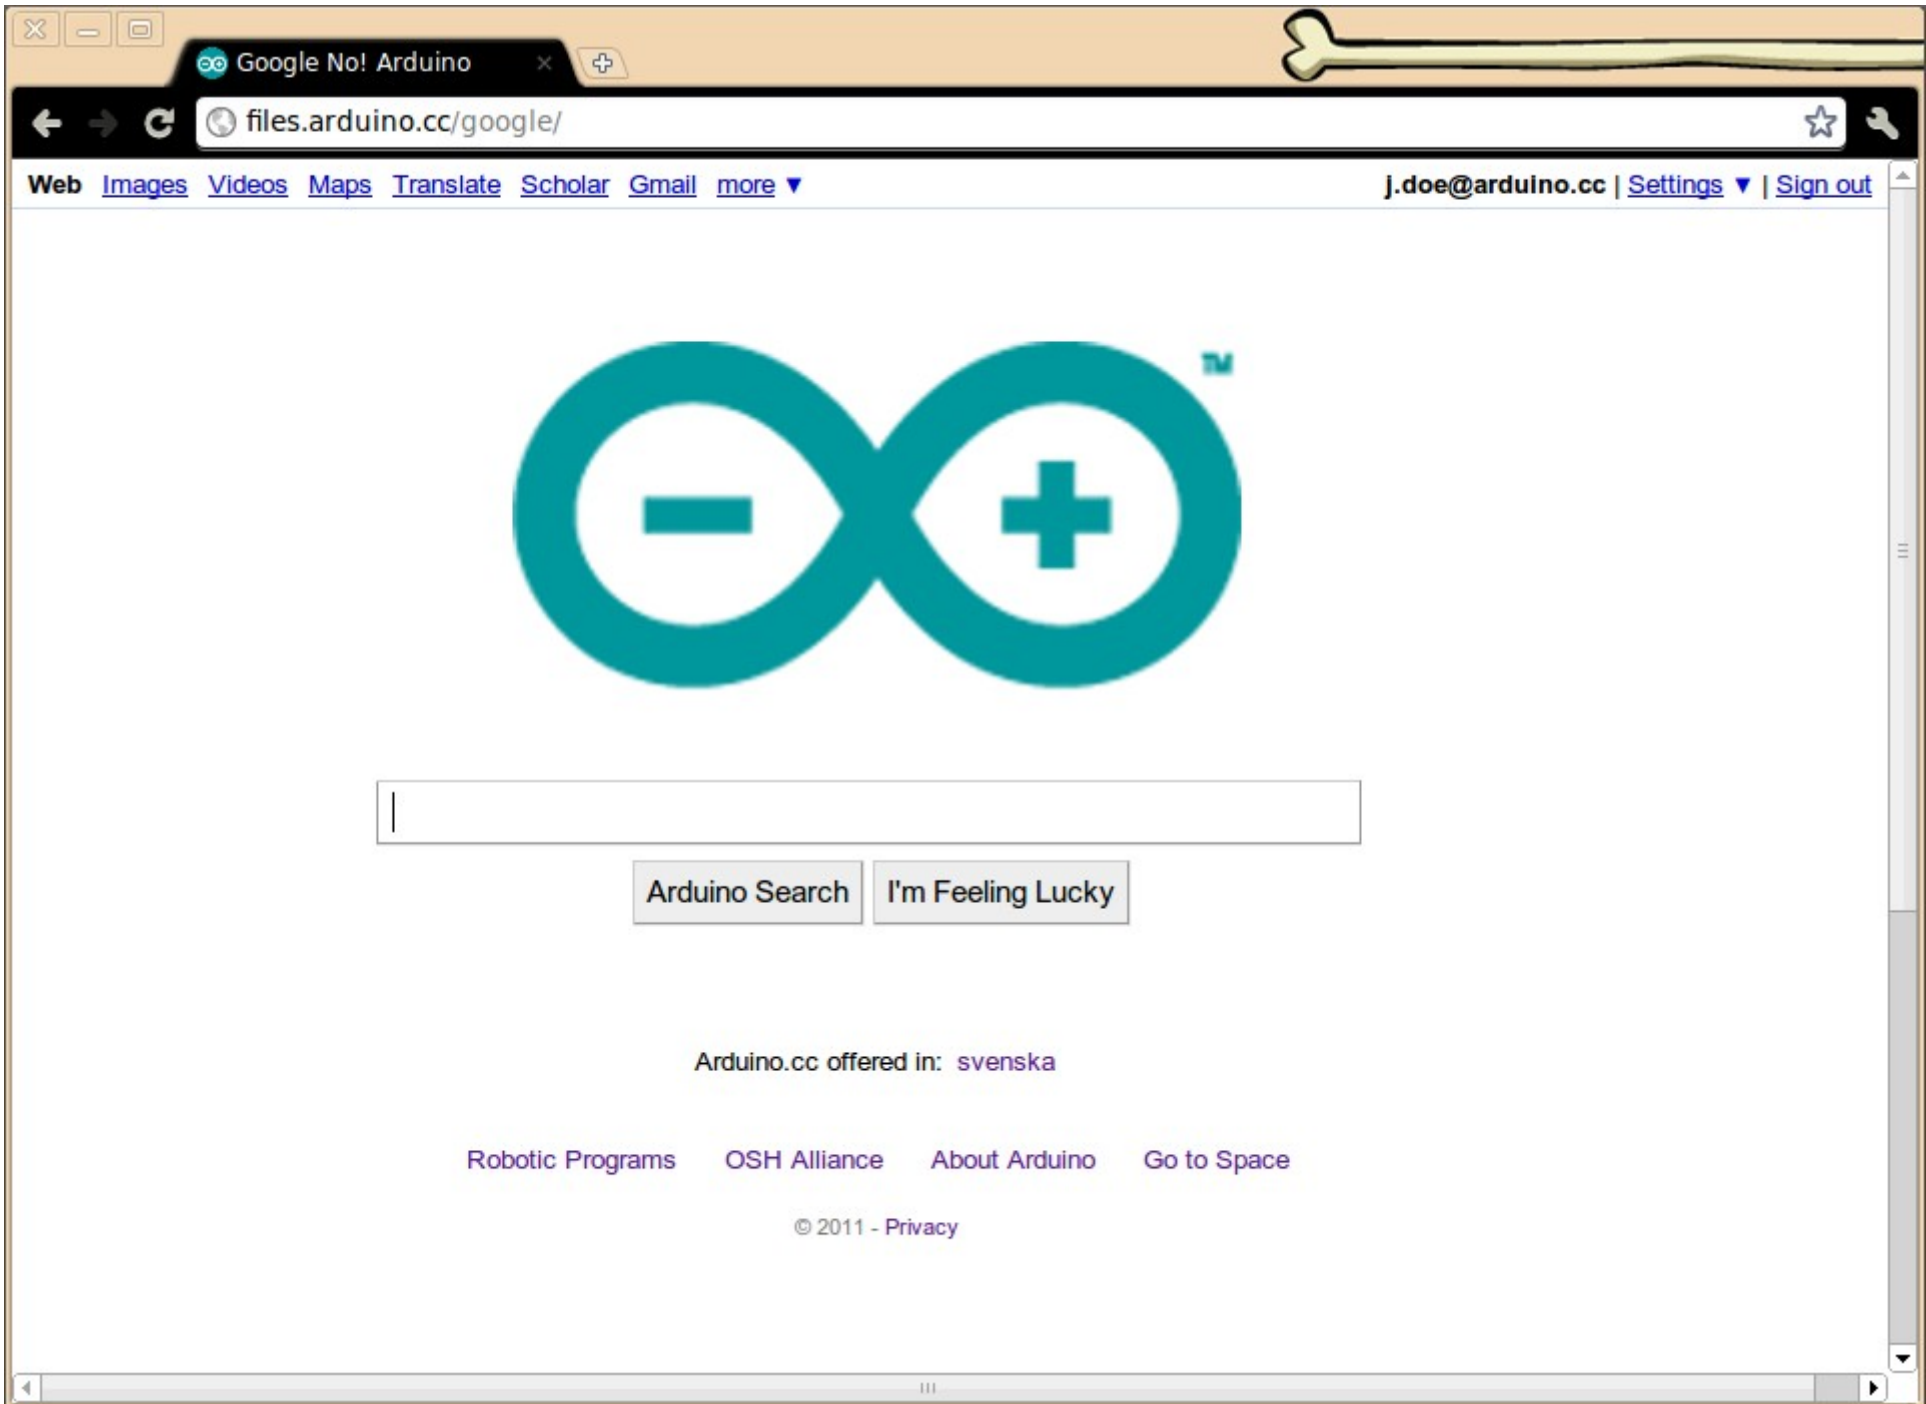 Google No! Arduino
files.arduino.cc/google/
Web Images Videos Maps Translate Scholar Gmail more ▼ j.doe@arduino.cc | Settings ▼ | Sign out
TM
Arduino Search I'm Feeling Lucky
Arduino.cc offered in: svenska
Robotic Programs OSH Alliance About Arduino Go to Space
© 2011 - Privacy